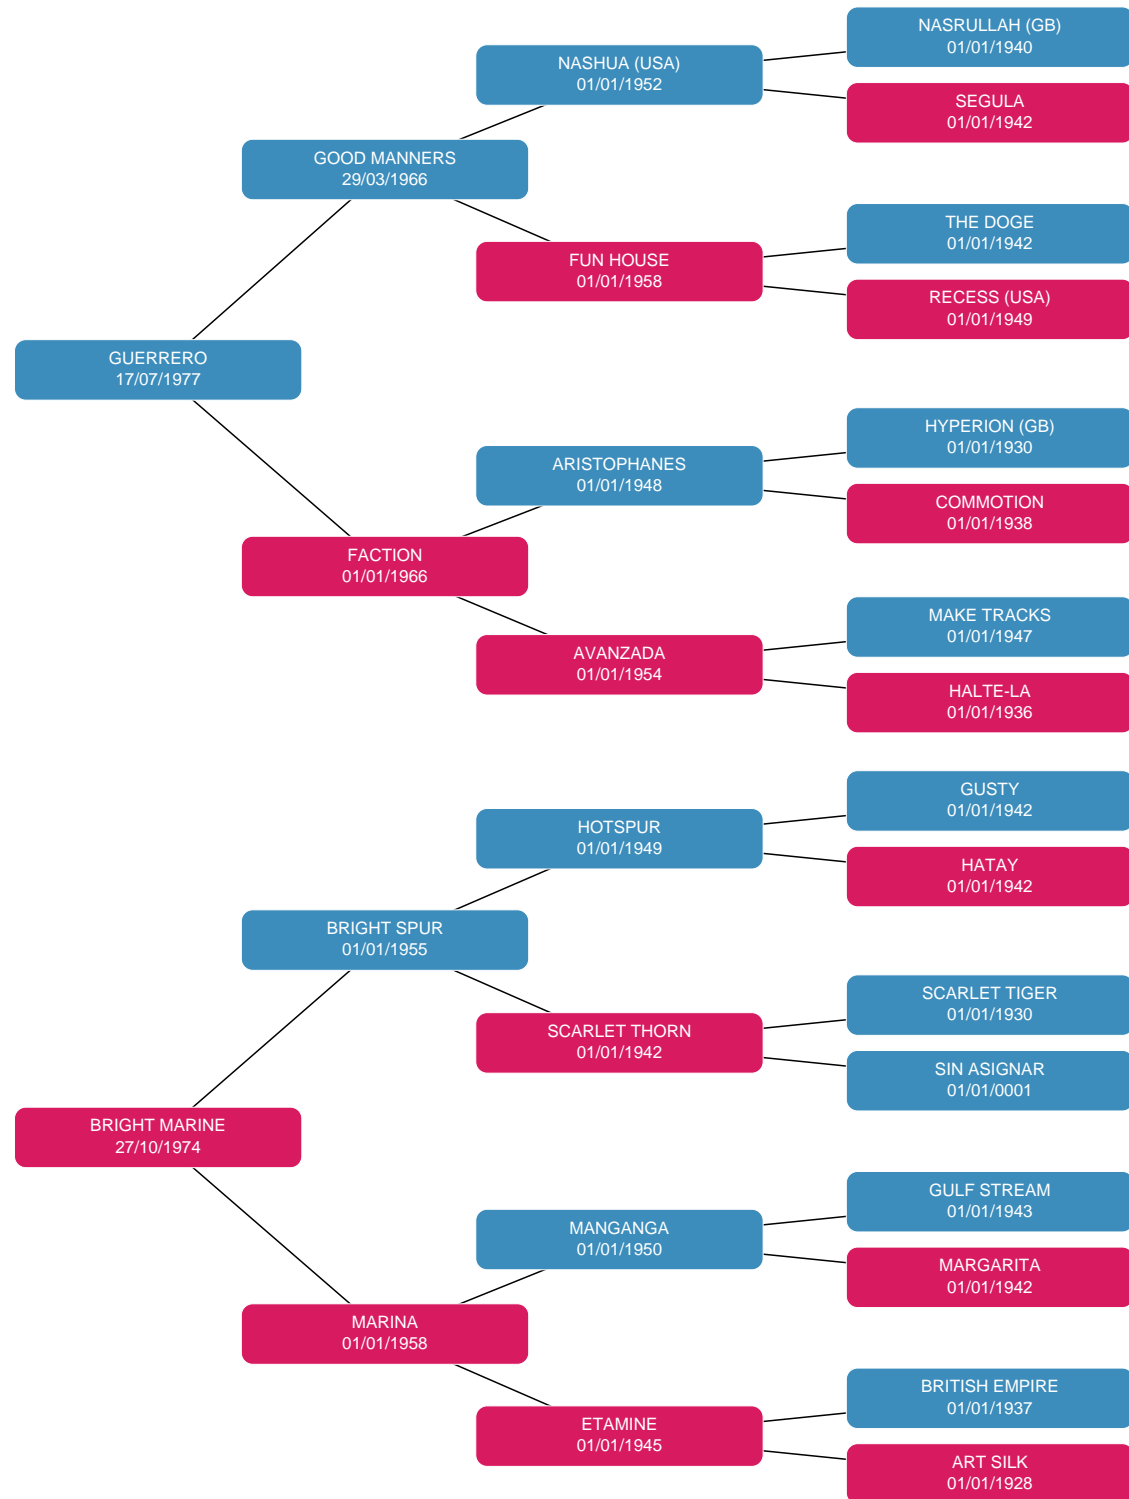 NASRULLAH (GB)
01/01/1940
NASHUA (USA)
01/01/1952
SEGULA
01/01/1942
GOOD MANNERS
29/03/1966
THE DOGE
01/01/1942
FUN HOUSE
01/01/1958
RECESS (USA)
01/01/1949
GUERRERO
17/07/1977
HYPERION (GB)
01/01/1930
ARISTOPHANES
01/01/1948
COMMOTION
01/01/1938
FACTION
01/01/1966
MAKE TRACKS
01/01/1947
AVANZADA
01/01/1954
HALTE-LA
01/01/1936
GUSTY
01/01/1942
HOTSPUR
01/01/1949
HATAY
01/01/1942
BRIGHT SPUR
01/01/1955
SCARLET TIGER
01/01/1930
SCARLET THORN
01/01/1942
SIN ASIGNAR
01/01/0001
BRIGHT MARINE
27/10/1974
GULF STREAM
01/01/1943
MANGANGA
01/01/1950
MARGARITA
01/01/1942
MARINA
01/01/1958
BRITISH EMPIRE
01/01/1937
ETAMINE
01/01/1945
ART SILK
01/01/1928